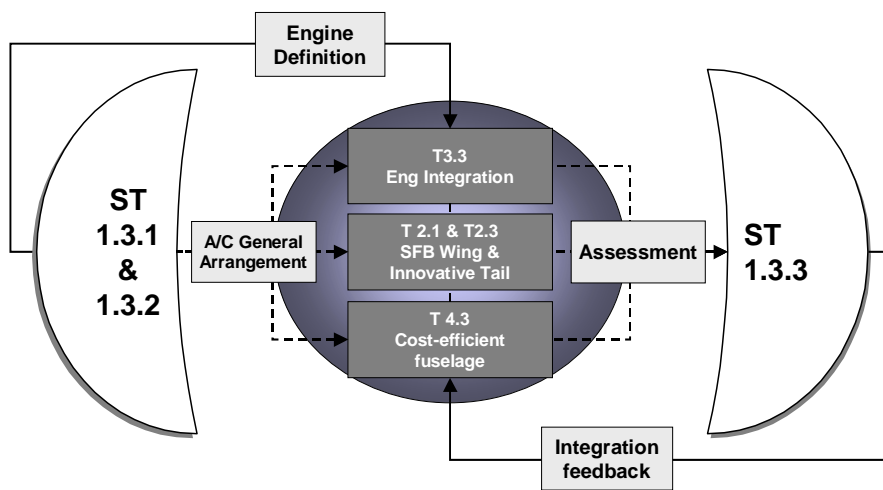 Engine
Definition
T3.3
Eng Integration
ST
1.3.1
&
1.3.2
A/C General
Arrangement
T 2.1 & T2.3
SFB Wing &
Innovative Tail
Assessment
ST
1.3.3
T 4.3
Cost-efficient
fuselage
Integration
feedback